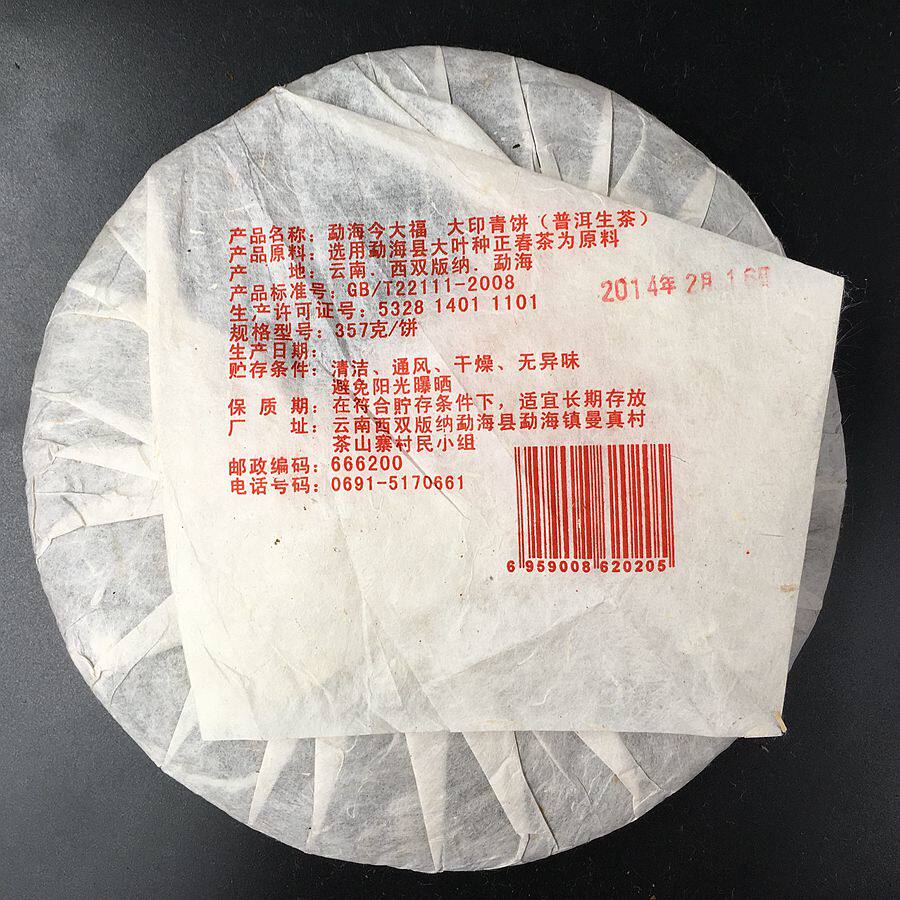 产品名称：勐海今大福　大印青饼（普洱生茶）
产品原料：选用勐海县大叶种正春茶为原料
产　　地：云南．西双版纳．勐海
产品标准号：GB/T22111-2008
2014年 2月 16日
生产许可证号：5328 1401 1101
规格型号：357克/饼
生产日期：
贮存条件：清洁、通风、干燥、无异味
避免阳光曝晒
保 质 期：在符合貯存条件下，适宜长期存放
厂　　址：云南西双版纳勐海县勐海镇曼真村
茶山寨村民小组
邮政编码：666200
电话号码：0691-5170661
6 959008 620205